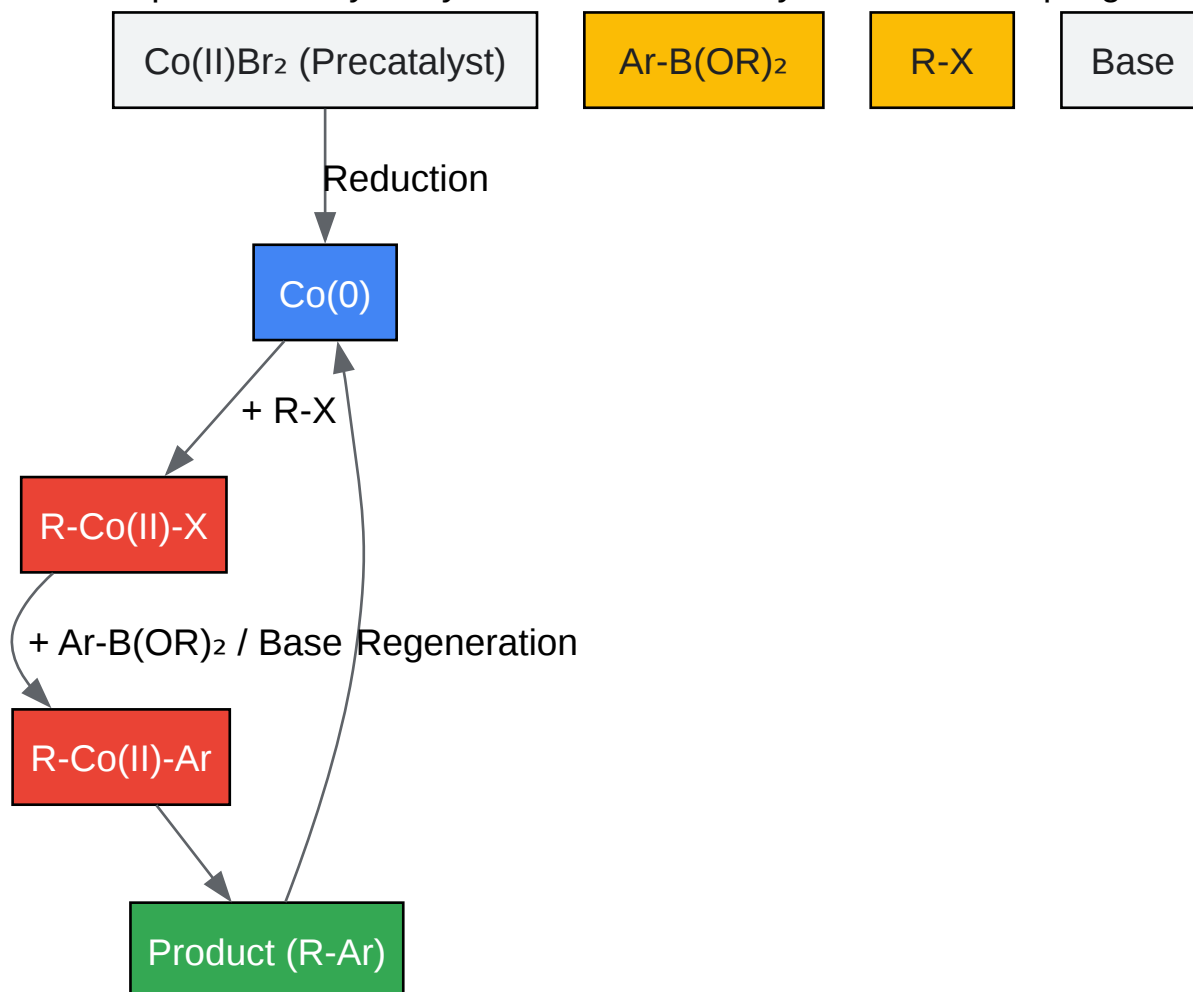 Co(II)Br₂ (Precatalyst)
Ar-B(OR)₂
R-X
Base
Reduction
Co(0)
+ R-X
R-Co(II)-X
+ Ar-B(OR)₂ / Base
Regeneration
R-Co(II)-Ar
Product (R-Ar)